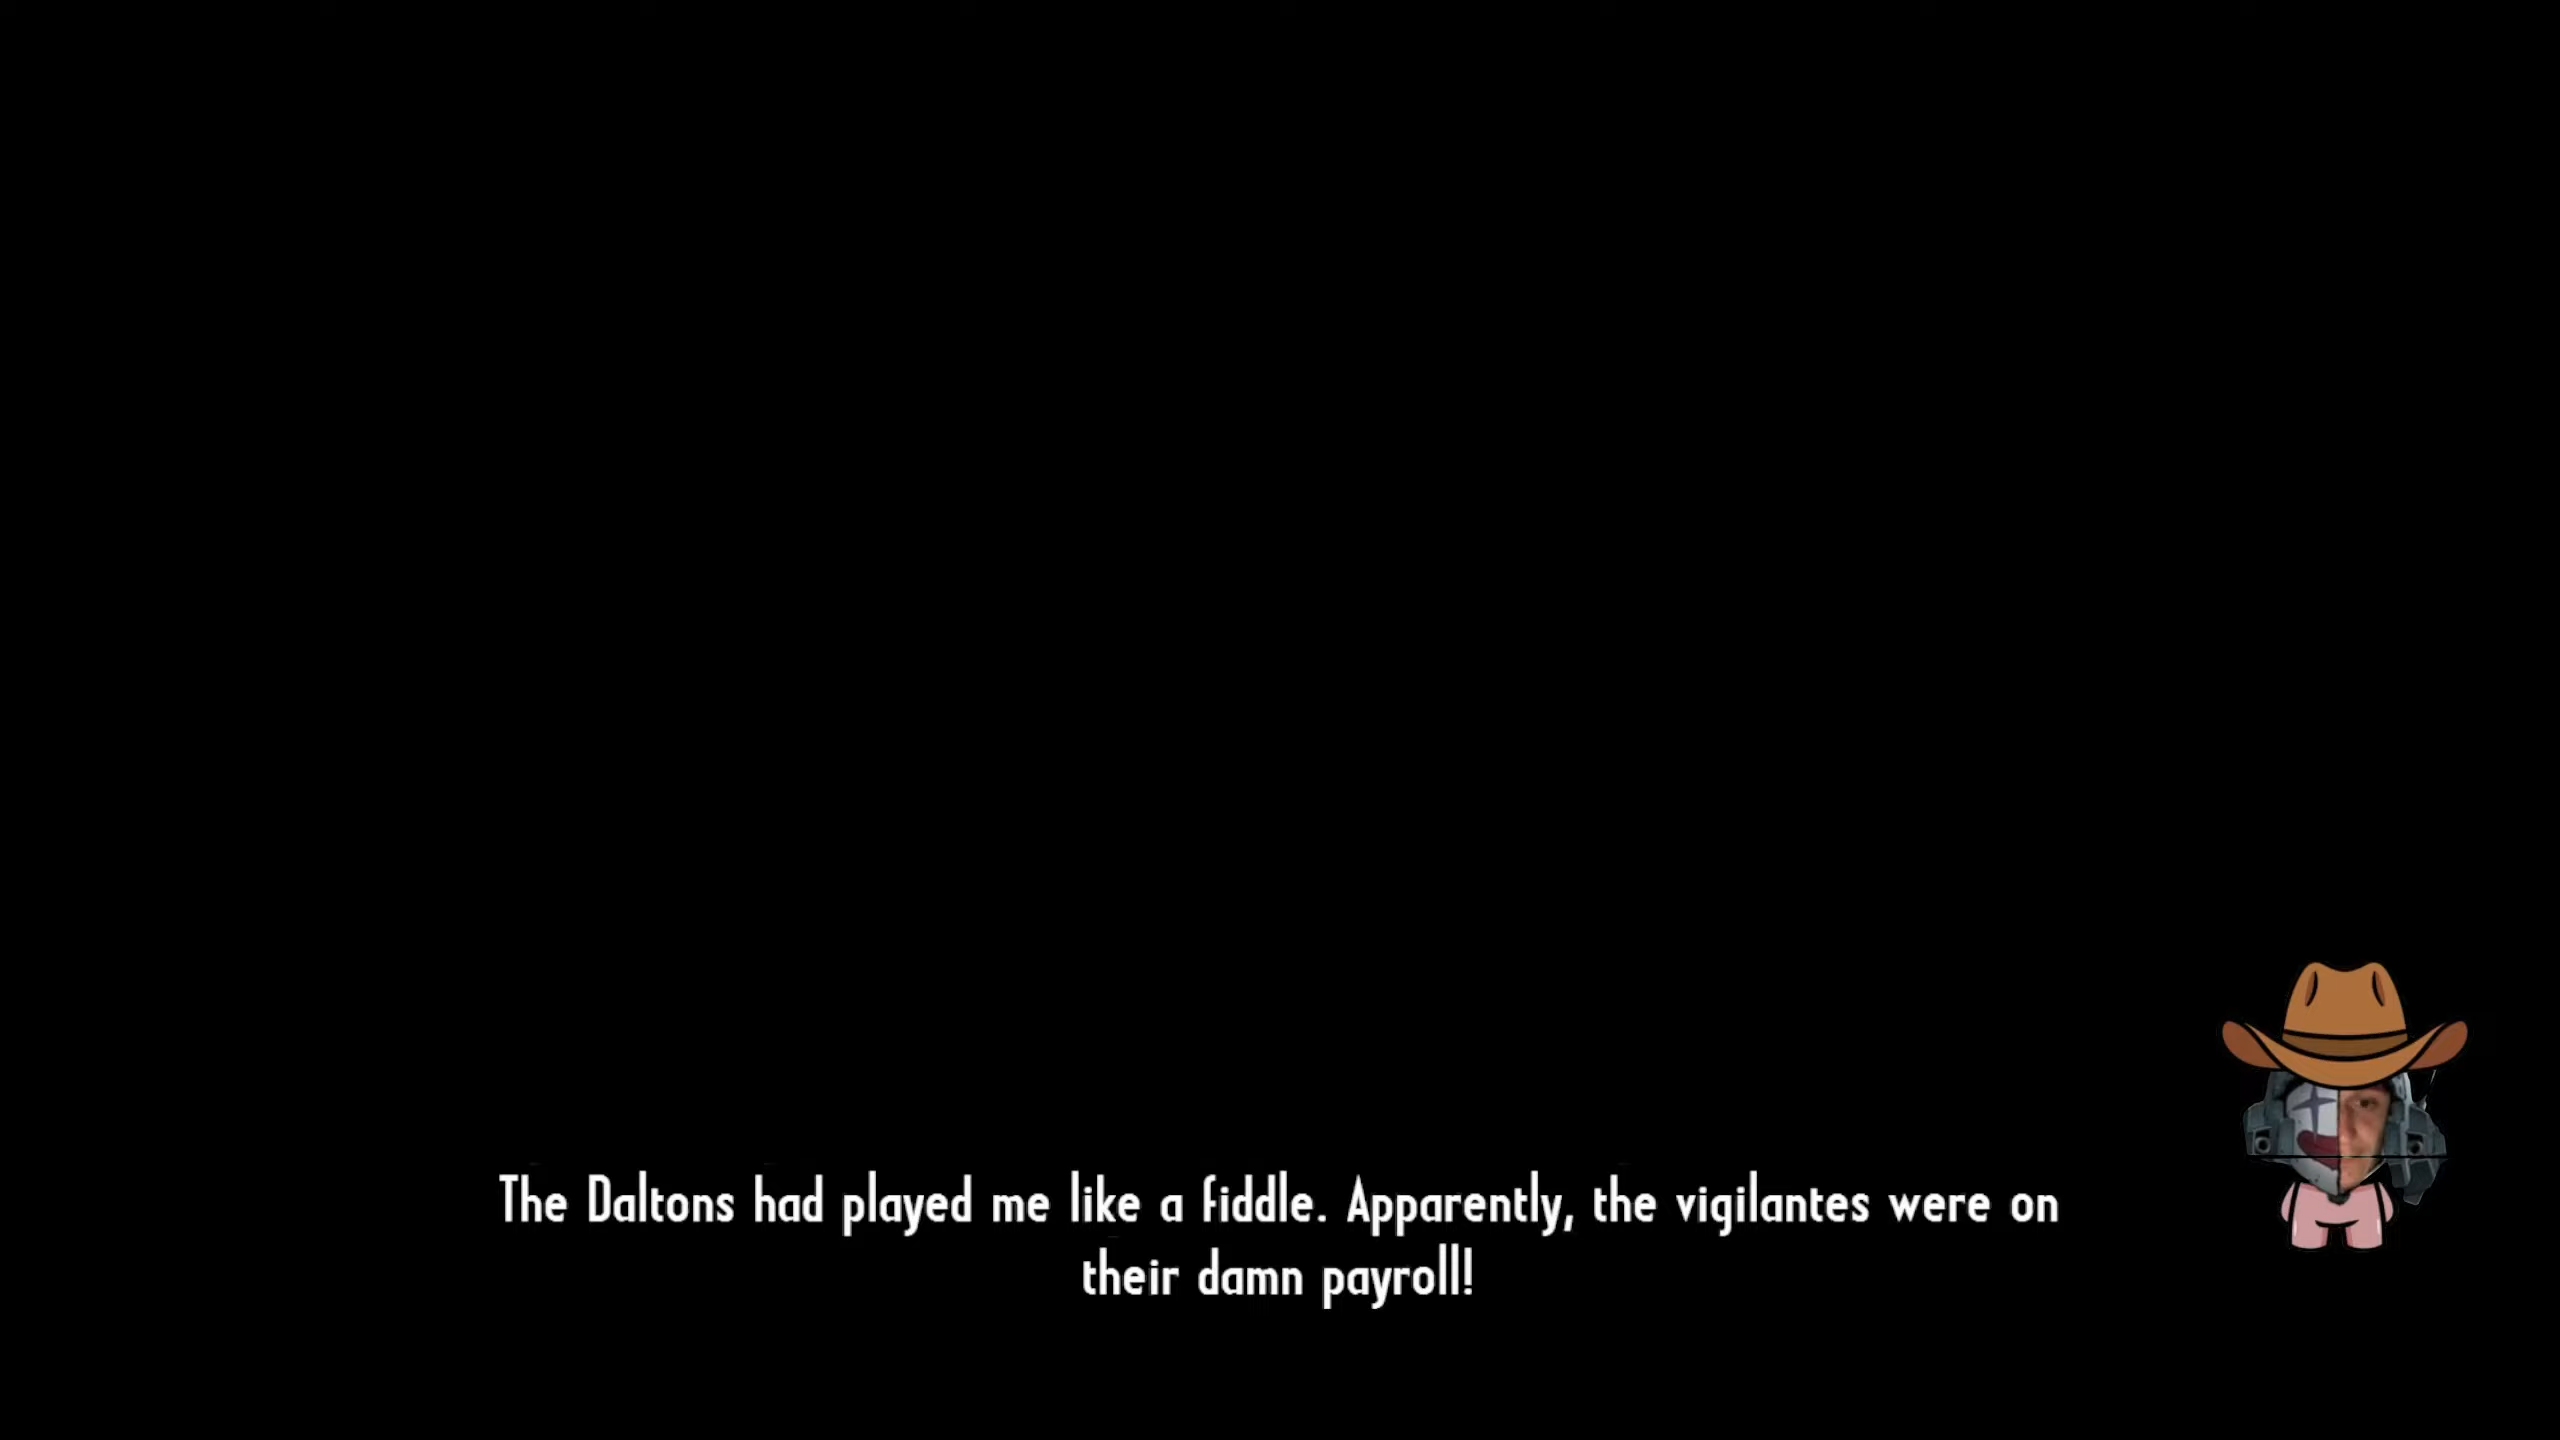 The Daltons had played me like a fiddle. Apparently, the vigilantes were on
their damn payroll!